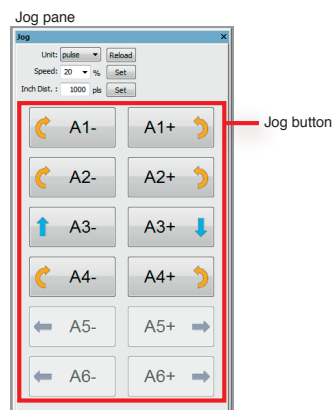 Jog pane
Jog
Unit: pulse Reload
Speed: 20 % Set
Inch Dist. : 1000 pls Set
A1- A1+
Jog button
A2- A2+
A3- A3+
A4- A4+
A5- A5+
A6- A6+